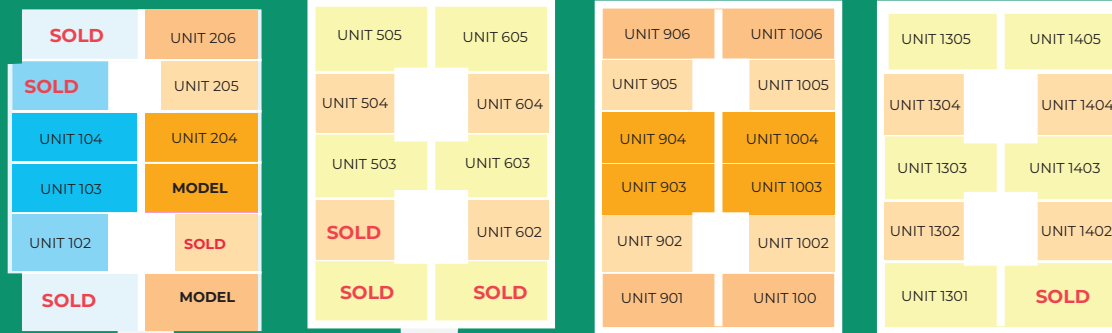 SOLD
UNIT 206
SOLD
UNIT 205
UNIT 104
UNIT 204
UNIT 103
MODEL
UNIT 102
SOLD
SOLD
MODEL
UNIT 505
UNIT 605
UNIT 504
UNIT 604
UNIT 503
UNIT 603
SOLD
UNIT 602
SOLD
SOLD
UNIT 906
UNIT 1006
UNIT 905
UNIT 1005
UNIT 904
UNIT 1004
UNIT 903
UNIT 1003
UNIT 902
UNIT 1002
UNIT 901
UNIT 100
UNIT 1305
UNIT 1405
UNIT 1304
UNIT 1404
UNIT 1303
UNIT 1403
UNIT 1302
UNIT 1402
UNIT 1301
SOLD